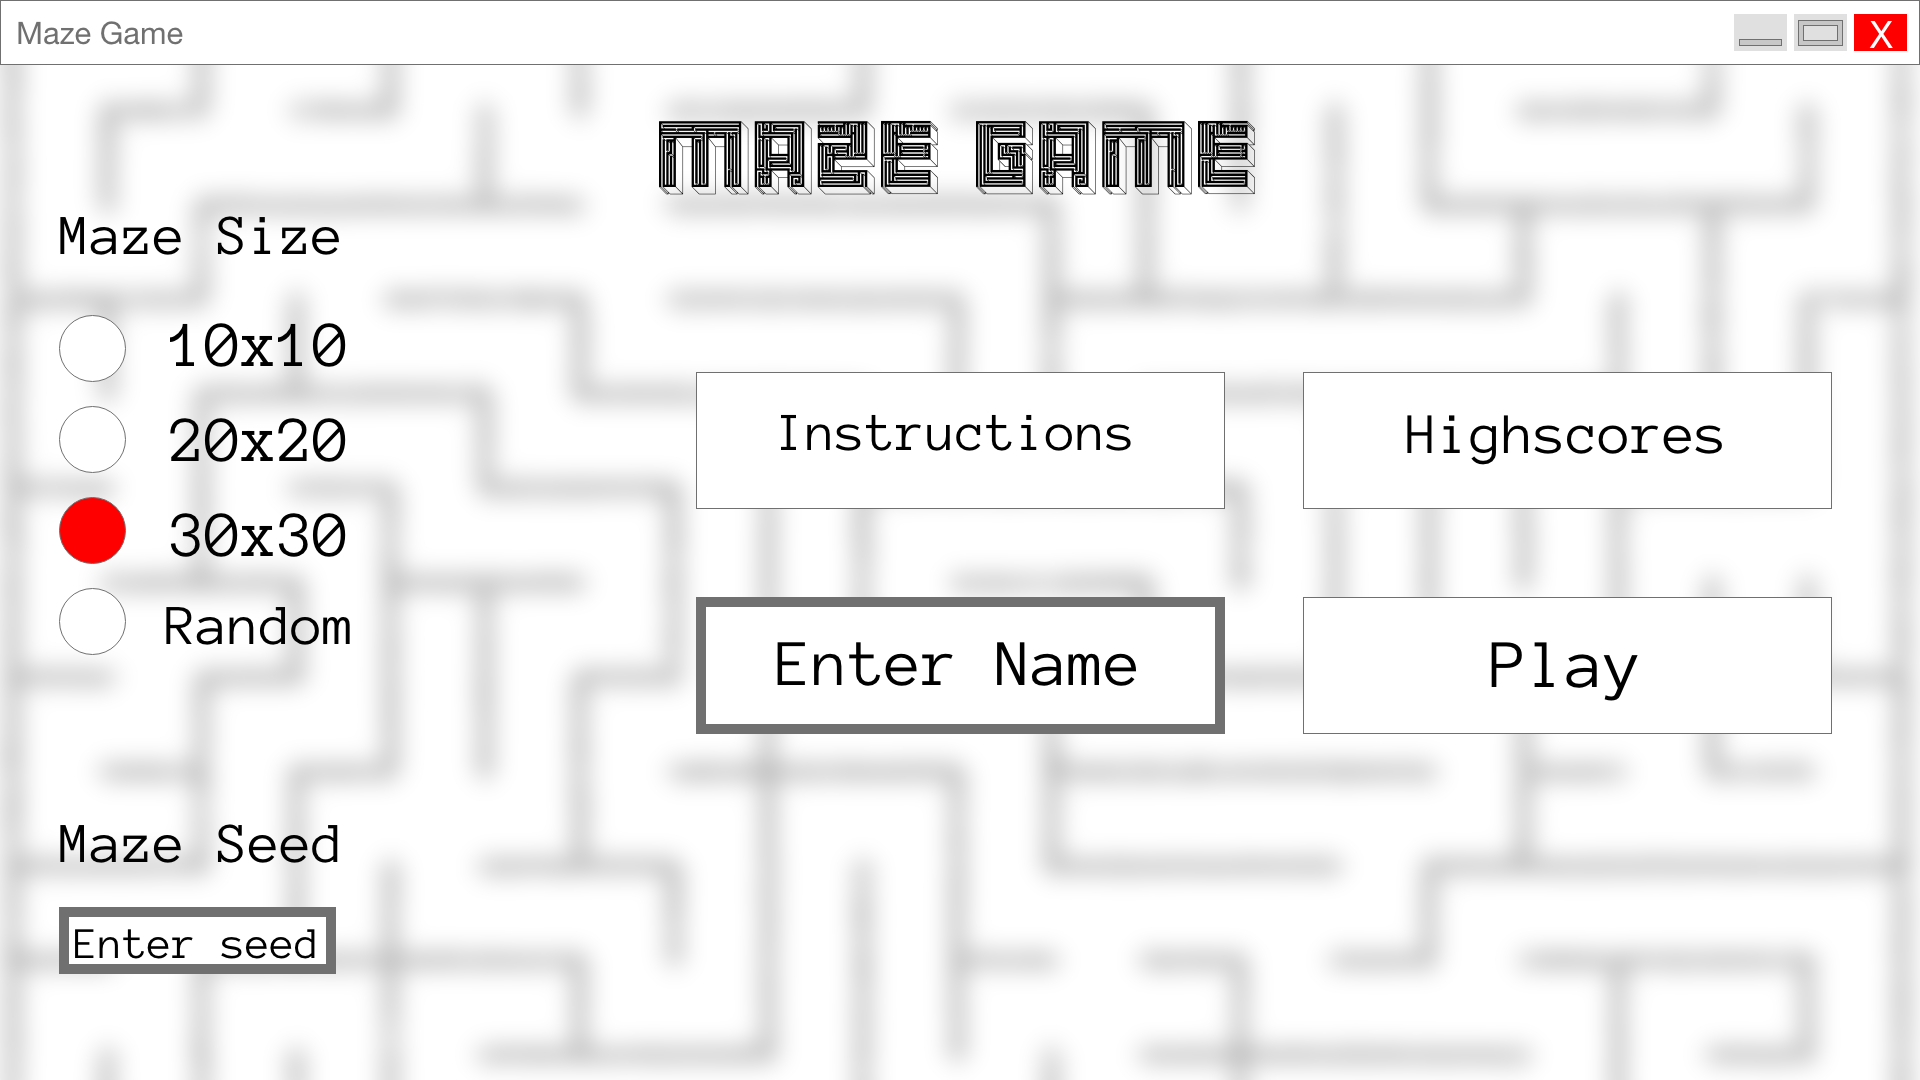 Maze Game
X
MAZE GAME
Maze Size
10x10
20x20
30x30
Random
Instructions
Highscores
Enter Name
Play
Maze Seed
Enter seed